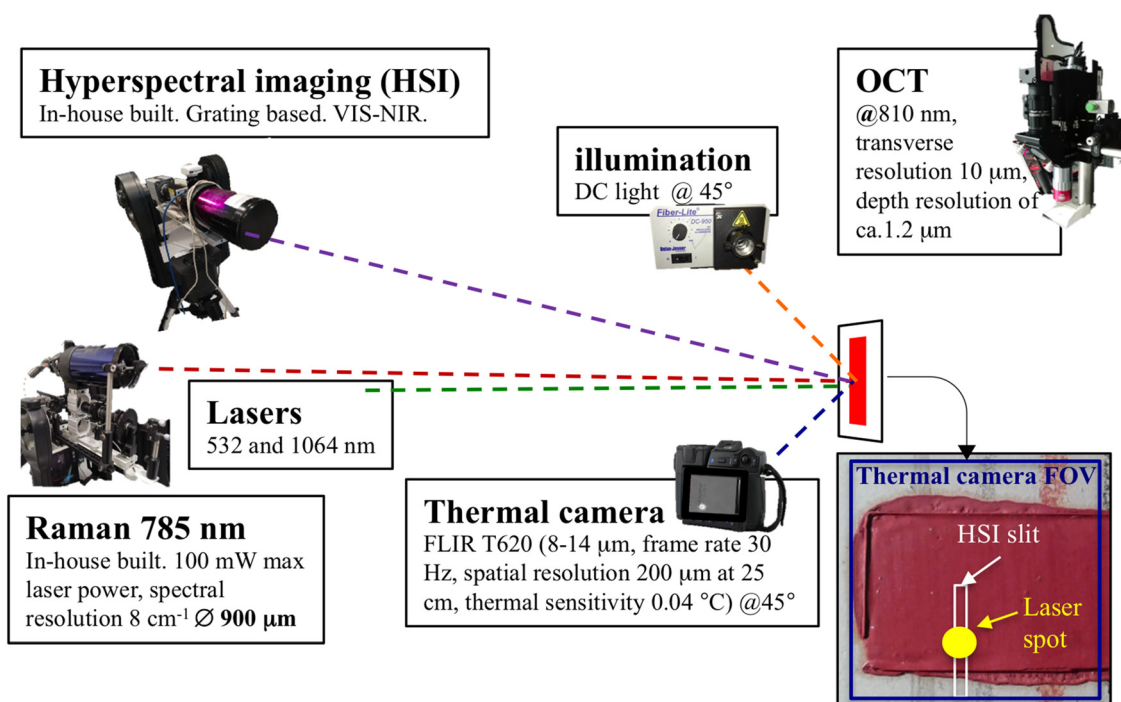 Hyperspectral imaging (HSI)
In-house built. Grating based. VIS-NIR.
illumination
DC light @ 45°
Fiber-Lite®
DC-950
OCT
@810 nm,
transverse
resolution 10 μm,
depth resolution of
ca.1.2 μm
Lasers
532 and 1064 nm
Raman 785 nm
In-house built. 100 mW max
laser power, spectral
resolution 8 cm⁻¹ ∅ 900 μm
Thermal camera
FLIR T620 (8-14 μm, frame rate 30
Hz, spatial resolution 200 μm at 25
cm, thermal sensitivity 0.04 °C) @45°
Thermal camera FOV
HSI slit
Laser
spot